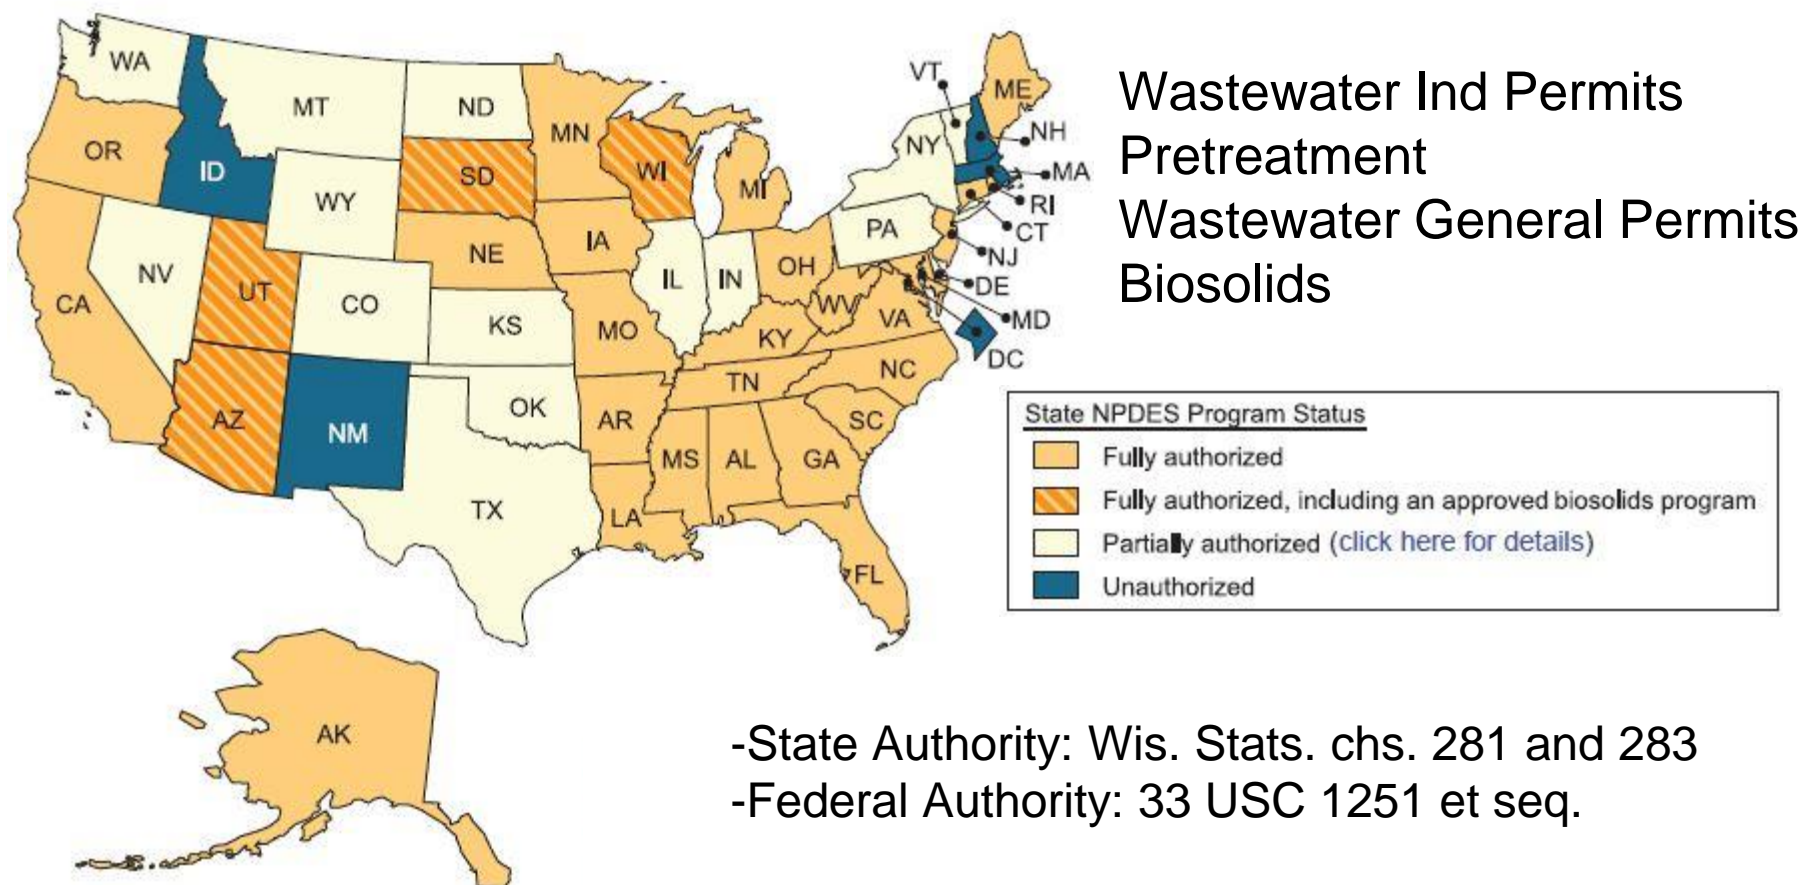 WA
MT
ND
MN
VT
ME
NH
MA
RI
CT
NJ
DE
MD
DC
OR
ID
WY
SD
WI
MI
NY
PA
NE
IA
IL
IN
OH
WV
VA
KY
CA
NV
UT
CO
KS
MO
TN
NC
AZ
NM
OK
AR
SC
MS
AL
GA
TX
LA
FL
AK
Wastewater Ind Permits
Pretreatment
Wastewater General Permits
Biosolids
State NPDES Program Status
Fully authorized
Fully authorized, including an approved biosolids program
Partially authorized (click here for details)
Unauthorized
-State Authority: Wis. Stats. chs. 281 and 283
-Federal Authority: 33 USC 1251 et seq.